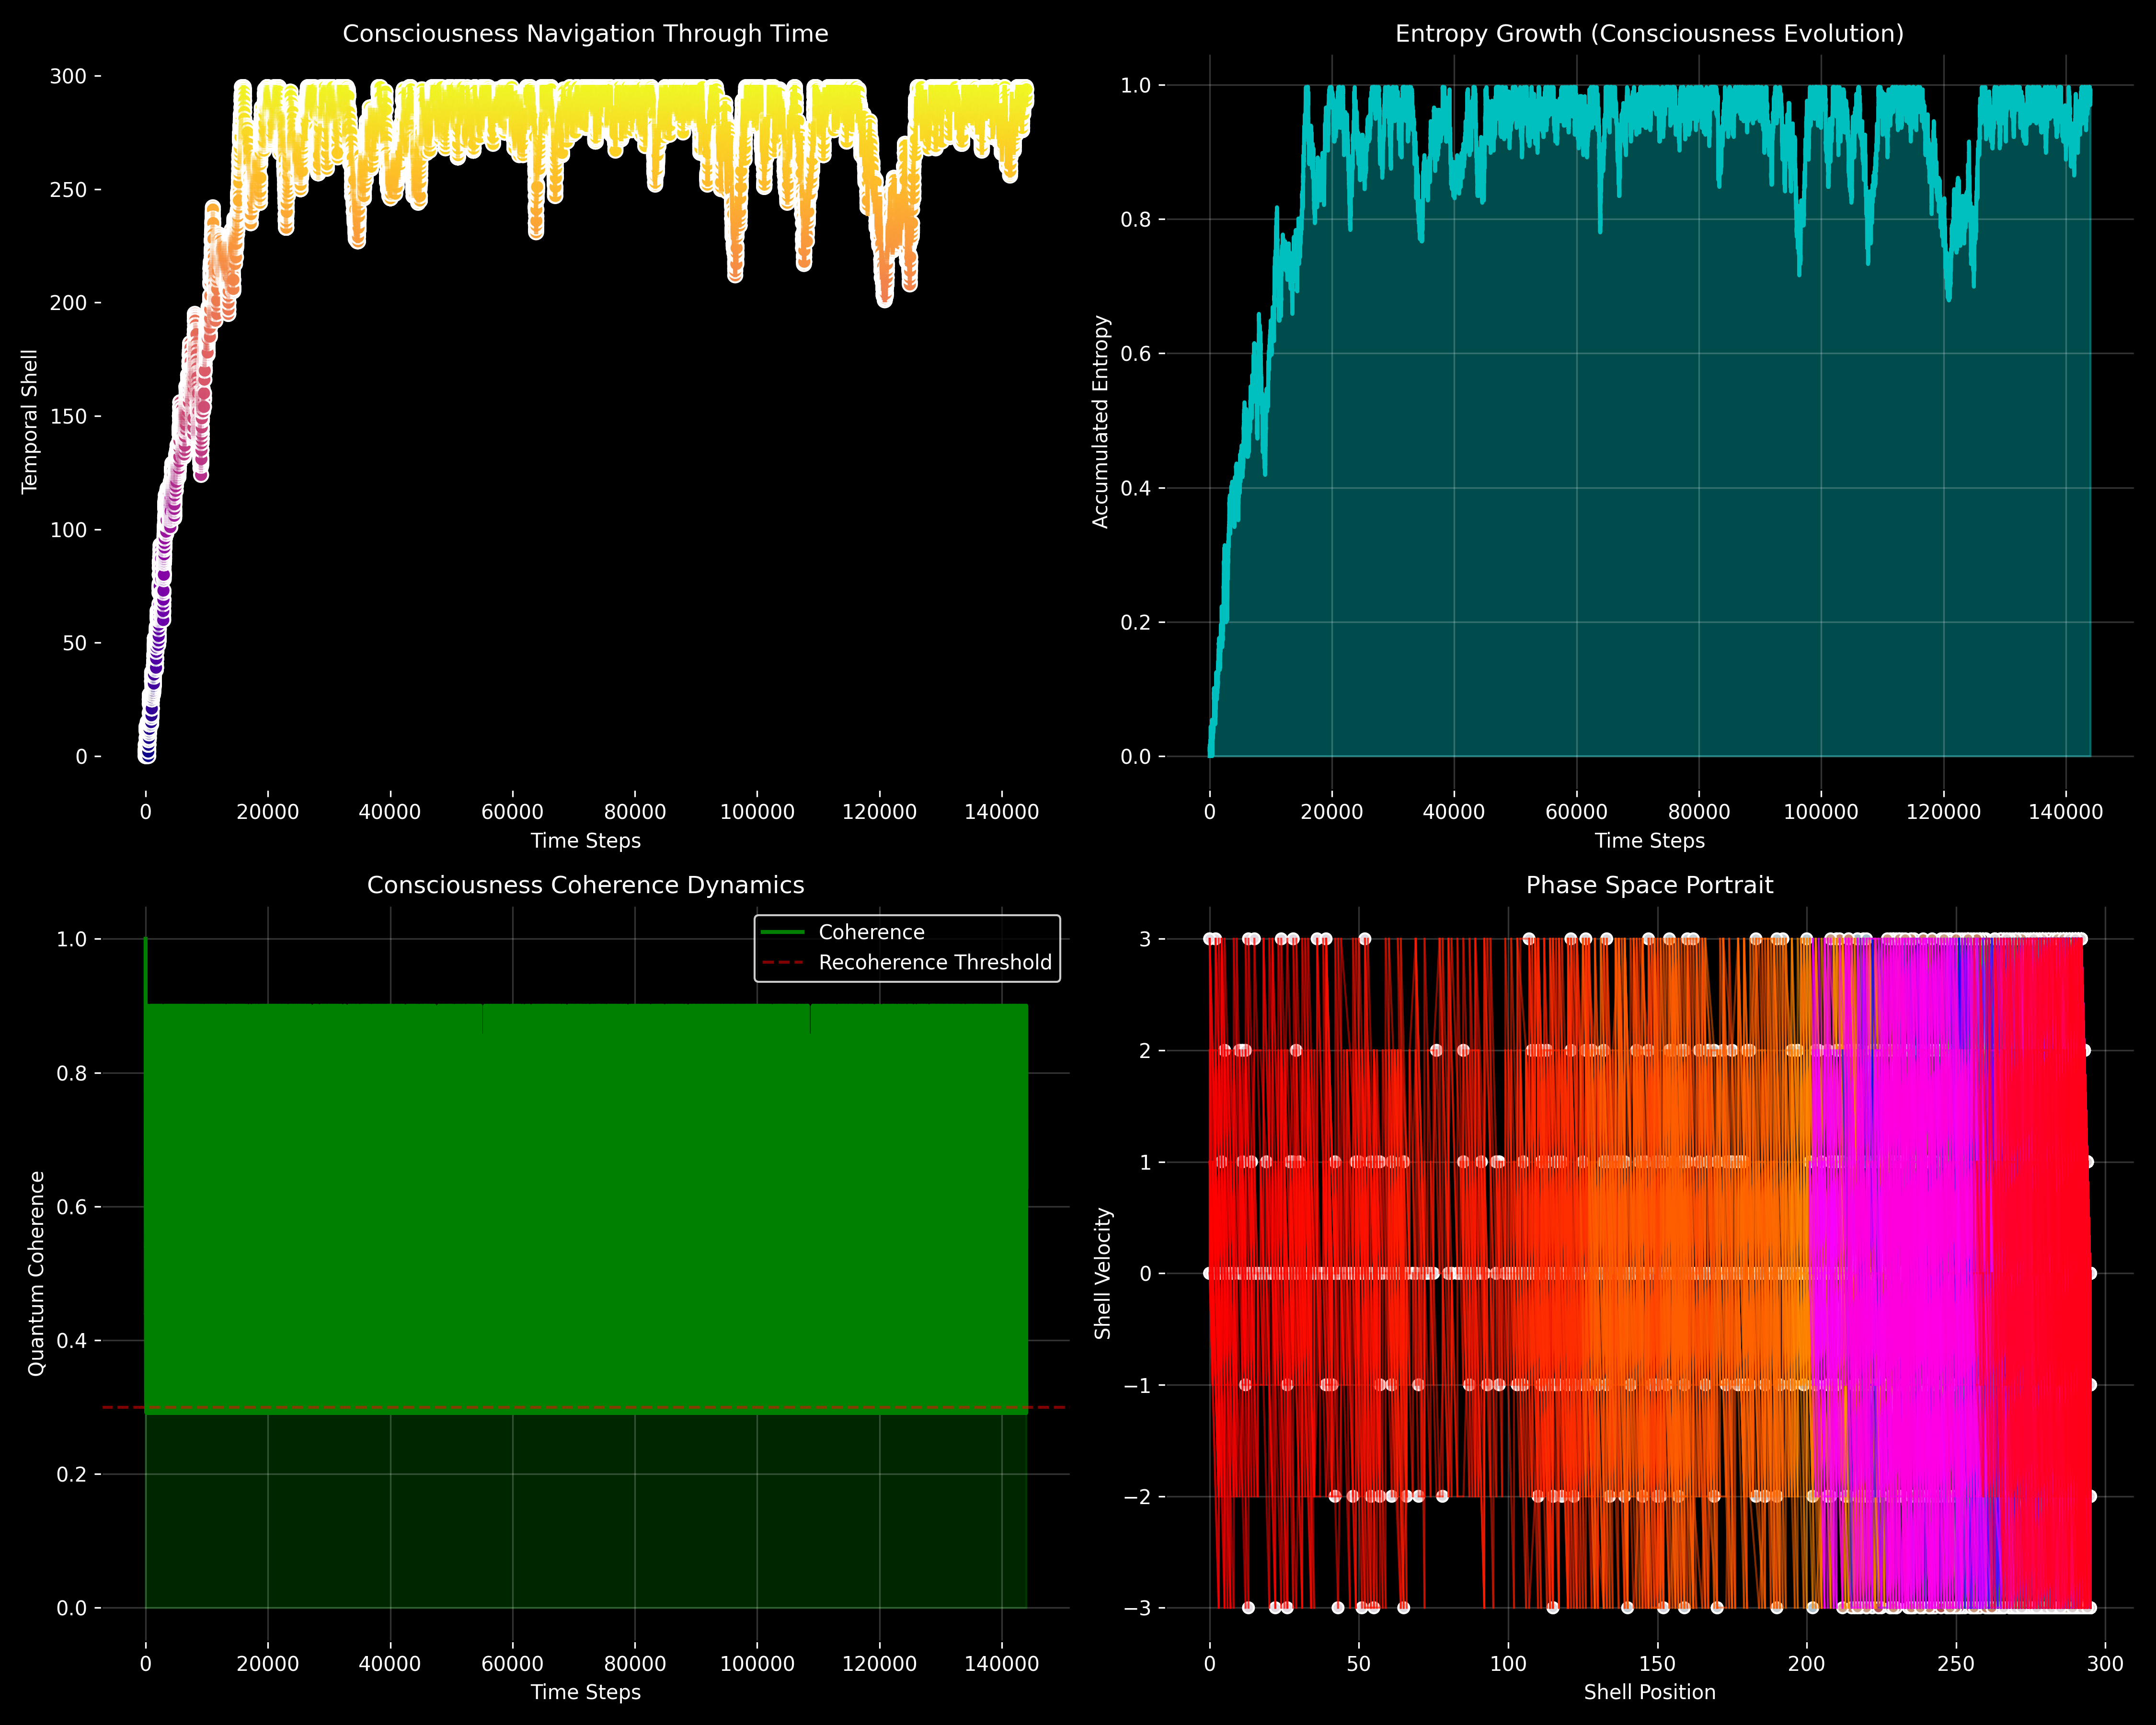 Consciousness Navigation Through Time
300
250
200
150
100
50
0
Temporal Shell
0 20000 40000 60000 80000 100000 120000 140000
Time Steps
Entropy Growth (Consciousness Evolution)
1.0
0.8
0.6
0.4
0.2
0.0
Accumulated Entropy
0 20000 40000 60000 80000 100000 120000 140000
Time Steps
Consciousness Coherence Dynamics
Coherence
Recoherence Threshold
1.0
0.8
0.6
0.4
0.2
0.0
Quantum Coherence
0 20000 40000 60000 80000 100000 120000 140000
Time Steps
Phase Space Portrait
3
2
1
0
−1
−2
−3
Shell Velocity
0 50 100 150 200 250 300
Shell Position